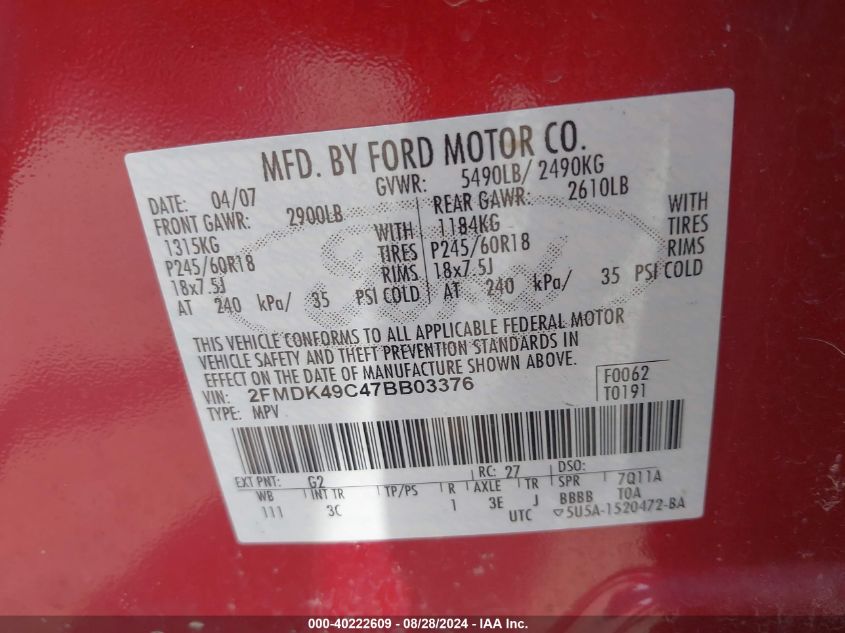 MFD. BY FORD MOTOR CO.
DATE: 04/07 GVWR: 5490LB/ 2490KG
FRONT GAWR: 2900LB REAR GAWR: 2610LB
1315KG WITH 1184KG WITH
P245/60R18 TIRES P245/60R18 TIRES
18x7.5J RIMS 18x7.5J RIMS
AT 240 kPa/ 35 PSI COLD AT 240 kPa/ 35 PSI COLD
THIS VEHICLE CONFORMS TO ALL APPLICABLE FEDERAL MOTOR
VEHICLE SAFETY AND THEFT PREVENTION STANDARDS IN
EFFECT ON THE DATE OF MANUFACTURE SHOWN ABOVE.
VIN: 2FMDK49C47BB03376 F0062
TYPE: MPV T0191
EXT PNT: G2 RC: 27 DSO:
WB INT TR TP/PS R AXLE TR SPR 7Q11A
111 3C 1 3E J BBBB T0A
UTC ▽5U5A-1520472-BA
Ford
000-40222609 - 08/28/2024 - IAA Inc.